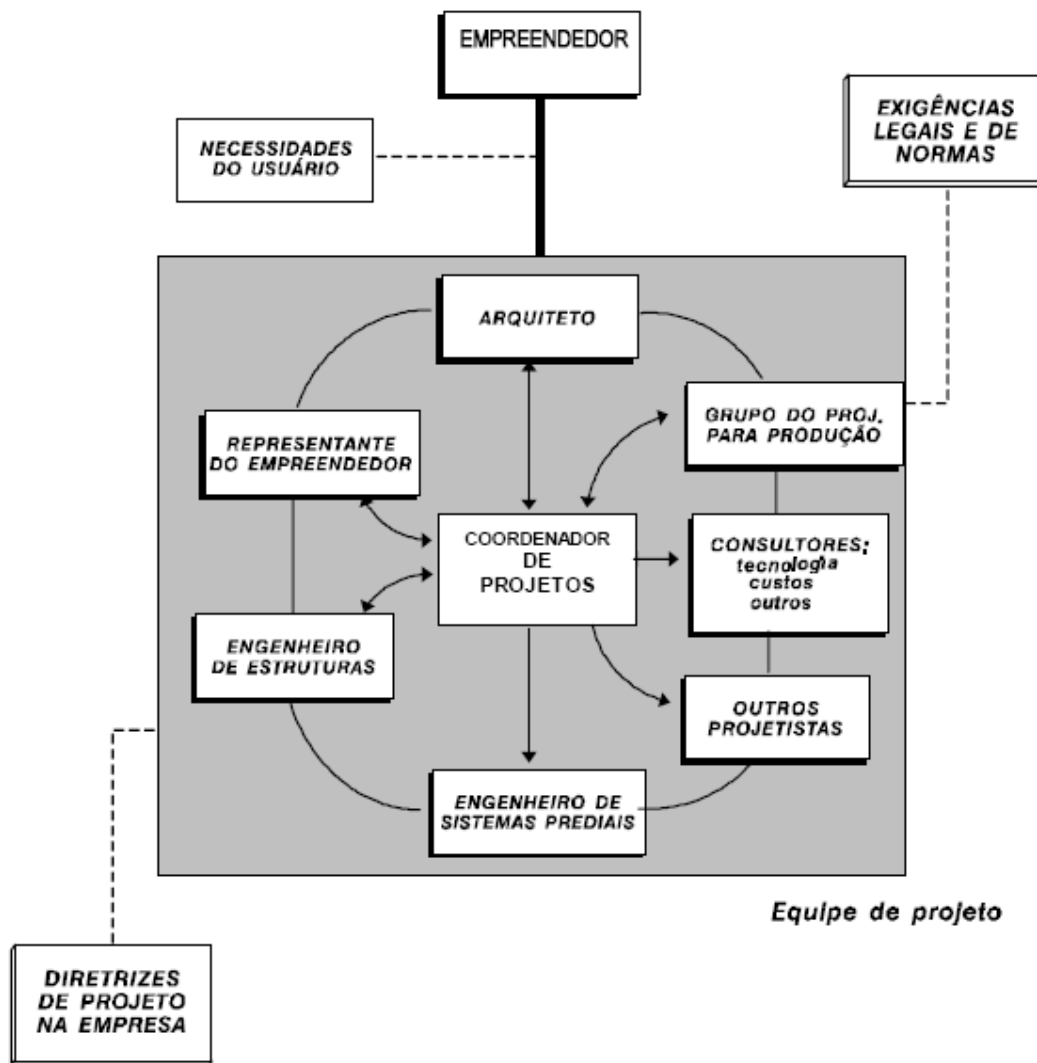 EMPREENDEDOR
NECESSIDADES
DO USUÁRIO
EXIGÊNCIAS
LEGAIS E DE
NORMAS
ARQUITETO
GRUPO DO PROJ.
PARA PRODUÇÃO
REPRESENTANTE
DO EMPREENDEDOR
COORDENADOR
DE
PROJETOS
CONSULTORES:
tecnologia
custos
outros
ENGENHEIRO
DE ESTRUTURAS
OUTROS
PROJETISTAS
ENGENHEIRO DE
SISTEMAS PREDIAIS
Equipe de projeto
DIRETRIZES
DE PROJETO
NA EMPRESA